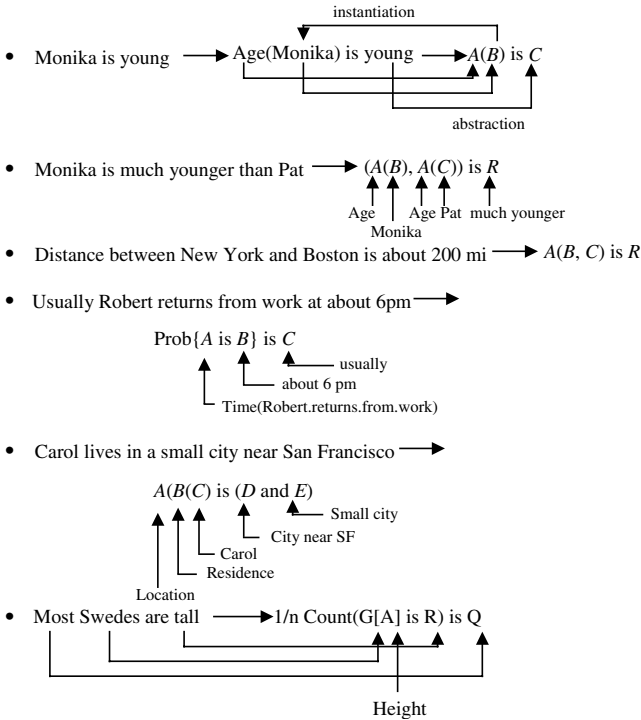 instantiation
• Monika is young Age(Monika) is young A(B) is C
abstraction
• Monika is much younger than Pat (A(B), A(C)) is R
Age Age Pat much younger
Monika
• Distance between New York and Boston is about 200 mi A(B, C) is R
• Usually Robert returns from work at about 6pm
Prob{A is B} is C
usually
about 6 pm
Time(Robert.returns.from.work)
• Carol lives in a small city near San Francisco
A(B(C) is (D and E)
Small city
City near SF
Carol
Residence
Location
• Most Swedes are tall 1/n Count(G[A] is R) is Q
Height